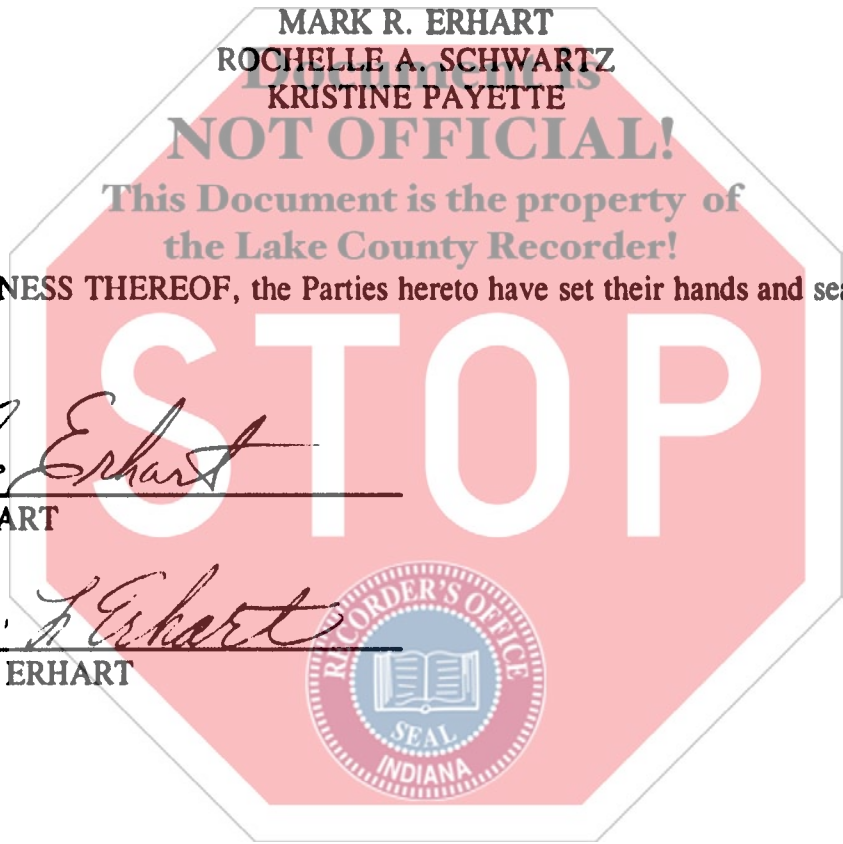 MARK R. ERHART
ROCHELLE A. SCHWARTZ
Document is
KRISTINE PAYETTE
NOT OFFICIAL!
This Document is the property of
the Lake County Recorder!
NESS THEREOF, the Parties hereto have set their hands and sea
STOP
Erhart
ART
L Erhart
ERHART
RECORDER'S OFFICE
SEAL
INDIANA